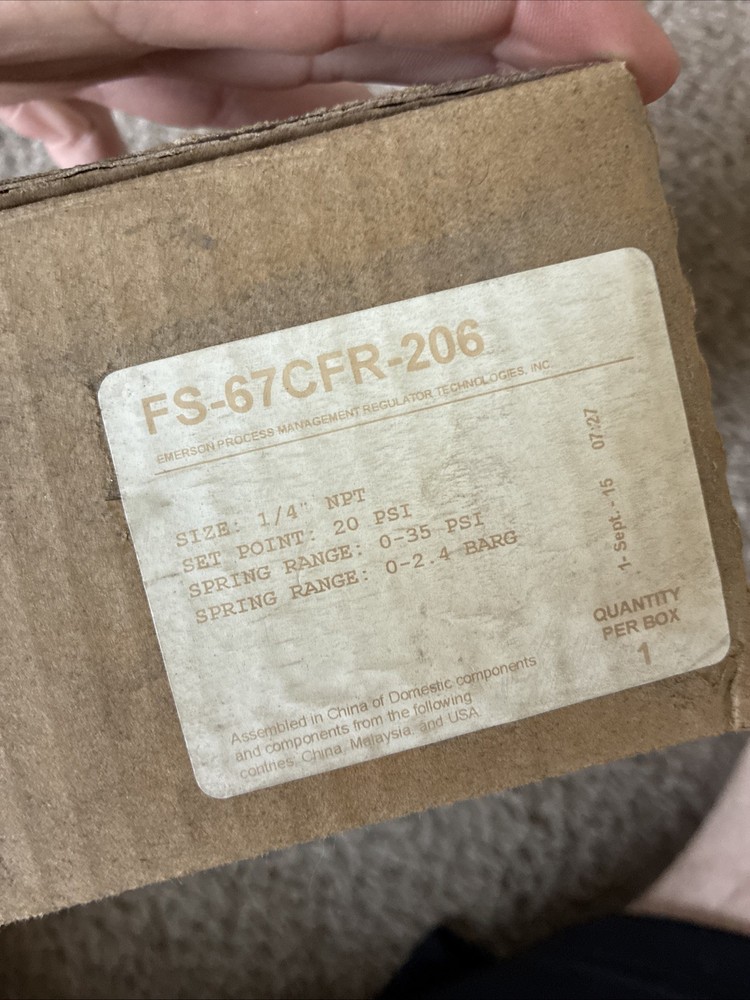 FS-67CFR-206
EMERSON PROCESS MANAGEMENT REGULATOR TECHNOLOGIES, INC.
SIZE: 1/4" NPT
SET POINT: 20 PSI
SPRING RANGE: 0-35 PSI
SPRING RANGE: 0-2.4 BARG
1- Sept. - 15 07:27
QUANTITY
PER BOX
1
Assembled in China of Domestic components
and components from the following
contries: China, Malaysia, and USA